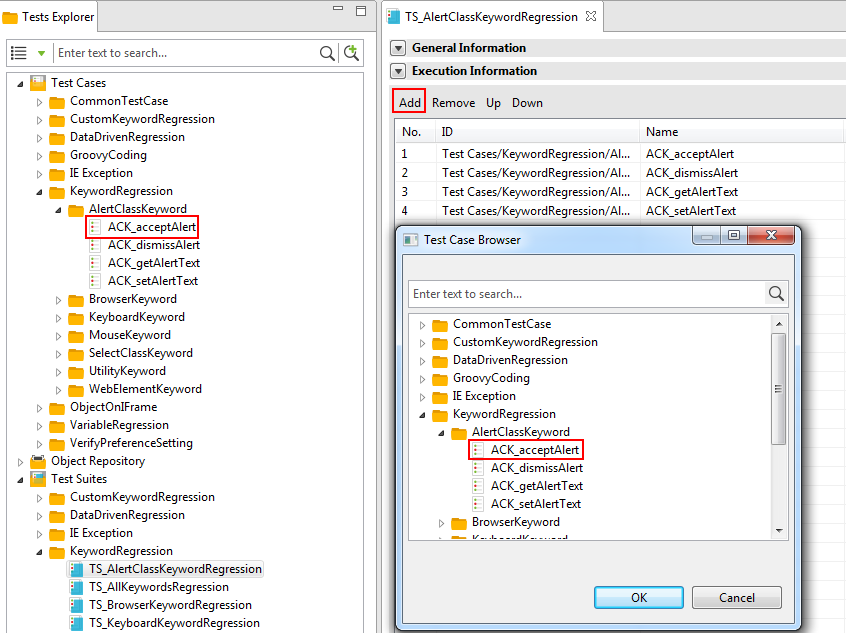 Tests Explorer
Enter text to search...
Test Cases
CommonTestCase
CustomKeywordRegression
DataDrivenRegression
GroovyCoding
IE Exception
KeywordRegression
AlertClassKeyword
ACK_acceptAlert
ACK_dismissAlert
ACK_getAlertText
ACK_setAlertText
BrowserKeyword
KeyboardKeyword
MouseKeyword
SelectClassKeyword
UtilityKeyword
WebElementKeyword
ObjectOnIFrame
VariableRegression
VerifyPreferenceSetting
Object Repository
Test Suites
CustomKeywordRegression
DataDrivenRegression
IE Exception
KeywordRegression
TS_AlertClassKeywordRegression
TS_AllKeywordsRegression
TS_BrowserKeywordRegression
TS_KeyboardKeywordRegression
TS_AlertClassKeywordRegression
General Information
Execution Information
Add Remove Up Down
No. ID Name
1 Test Cases/KeywordRegression/Al... ACK_acceptAlert
2 Test Cases/KeywordRegression/Al... ACK_dismissAlert
3 Test Cases/KeywordRegression/Al... ACK_getAlertText
4 Test Cases/KeywordRegression/Al... ACK_setAlertText
Test Case Browser
Enter text to search...
CommonTestCase
CustomKeywordRegression
DataDrivenRegression
GroovyCoding
IE Exception
KeywordRegression
AlertClassKeyword
ACK_acceptAlert
ACK_dismissAlert
ACK_getAlertText
ACK_setAlertText
BrowserKeyword
KeyboardKeyword
OK Cancel